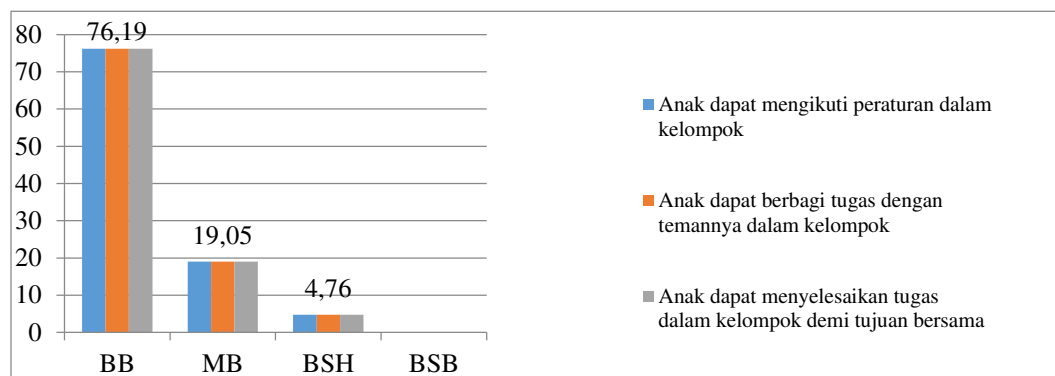 80
70
60
50
40
30
20
10
0
76,19
19,05
4,76
BB
MB
BSH
BSB
Anak dapat mengikuti peraturan dalam
kelompok
Anak dapat berbagi tugas dengan
temannya dalam kelompok
Anak dapat menyelesaikan tugas
dalam kelompok demi tujuan bersama